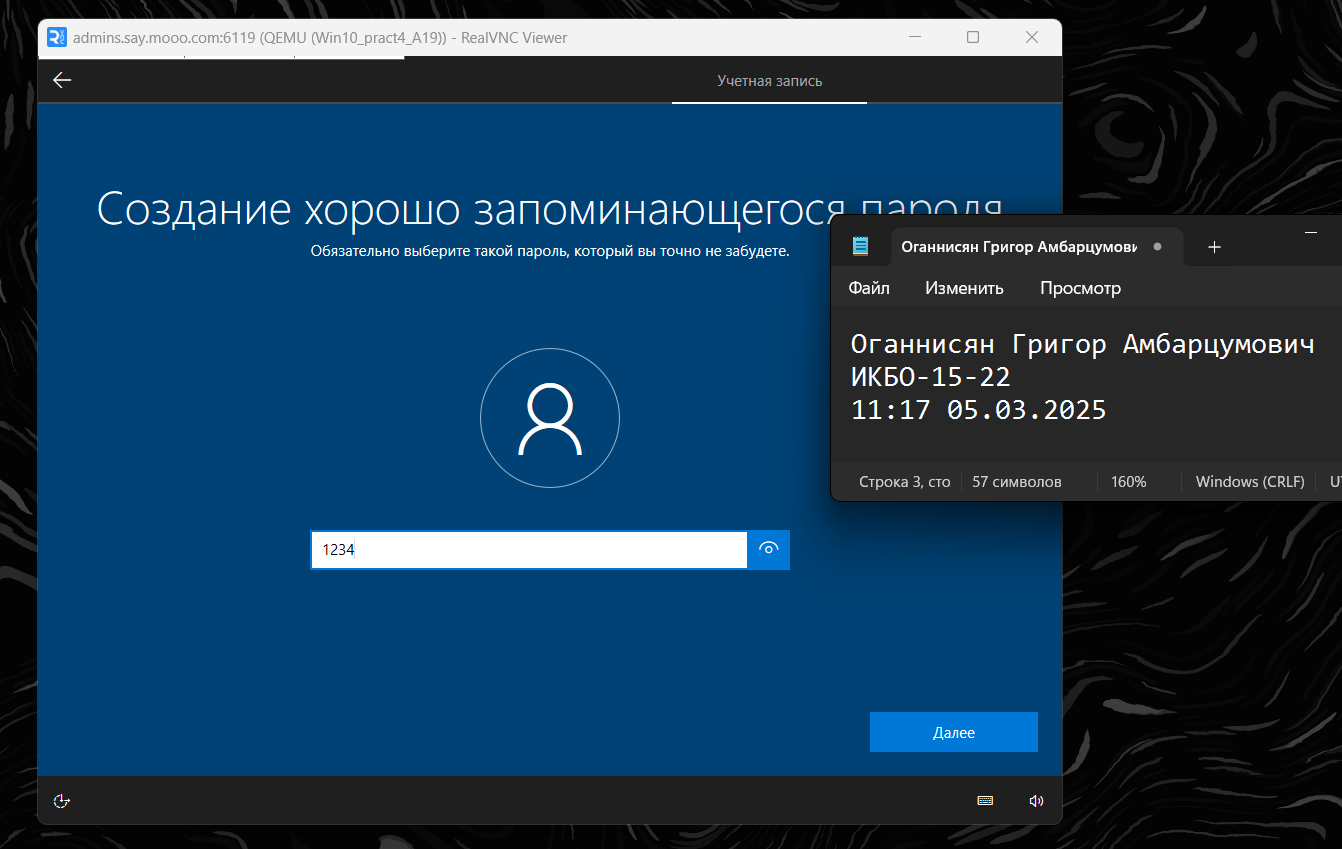 admins.say.mooo.com:6119 (QEMU (Win10_pract4_A19)) - RealVNC Viewer
Учетная запись
Создание хорошо запоминающегося пароля
Обязательно выберите такой пароль, который вы точно не забудете.
1234
Далее
Оганнисян Григор Амбарцумови
Файл Изменить Просмотр
Оганнисян Григор Амбарцумович
ИКБО-15-22
11:17 05.03.2025
Строка 3, сто 57 символов 160% Windows (CRLF)